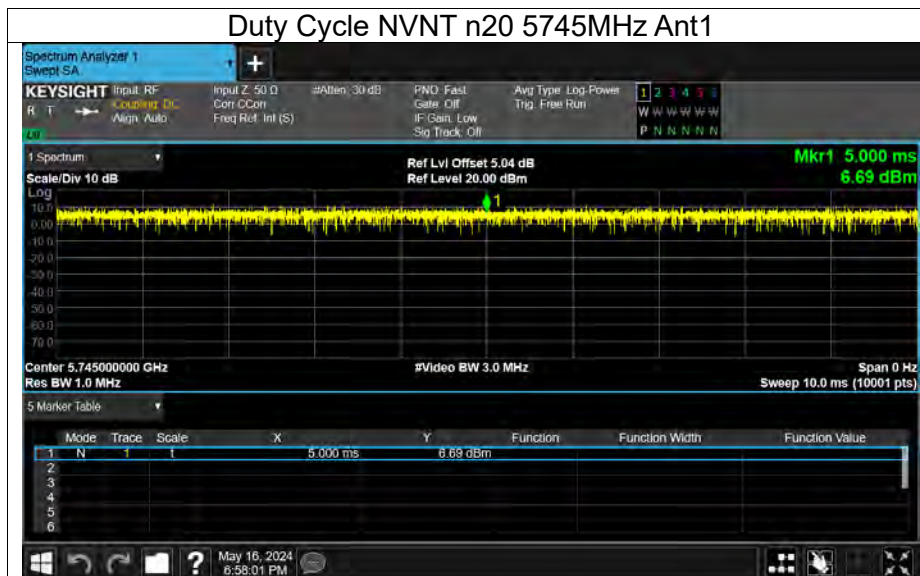 Duty Cycle NVNT n20 5745MHz Ant1
Spectrum Analyzer 1
Swept SA
+
KEYSIGHT Input: RF Input Z: 50 Ω #Atten: 30 dB PNO: Fast Avg Type: Log-Power 1 2 3 4 5 6
R T Coupling: DC Corr CCorr Gate: Off Trig: Free Run W W W W W W
Align: Auto Freq Ref: Int (S) IF Gain: Low P N N N N N
Sig Track: Off
1 Spectrum Ref Lvl Offset 5.04 dB Mkr1 5.000 ms
Scale/Div 10 dB Ref Level 20.00 dBm 6.69 dBm
Log
10.0
1
0.00
-10.0
-20.0
-30.0
-40.0
-50.0
-60.0
-70.0
Center 5.745000000 GHz #Video BW 3.0 MHz Span 0 Hz
Res BW 1.0 MHz Sweep 10.0 ms (10001 pts)
5 Marker Table
Mode Trace Scale X Y Function Function Width Function Value
1 N 1 t 5.000 ms 6.69 dBm
2
3
4
5
6
? May 16, 2024
6:58:01 PM